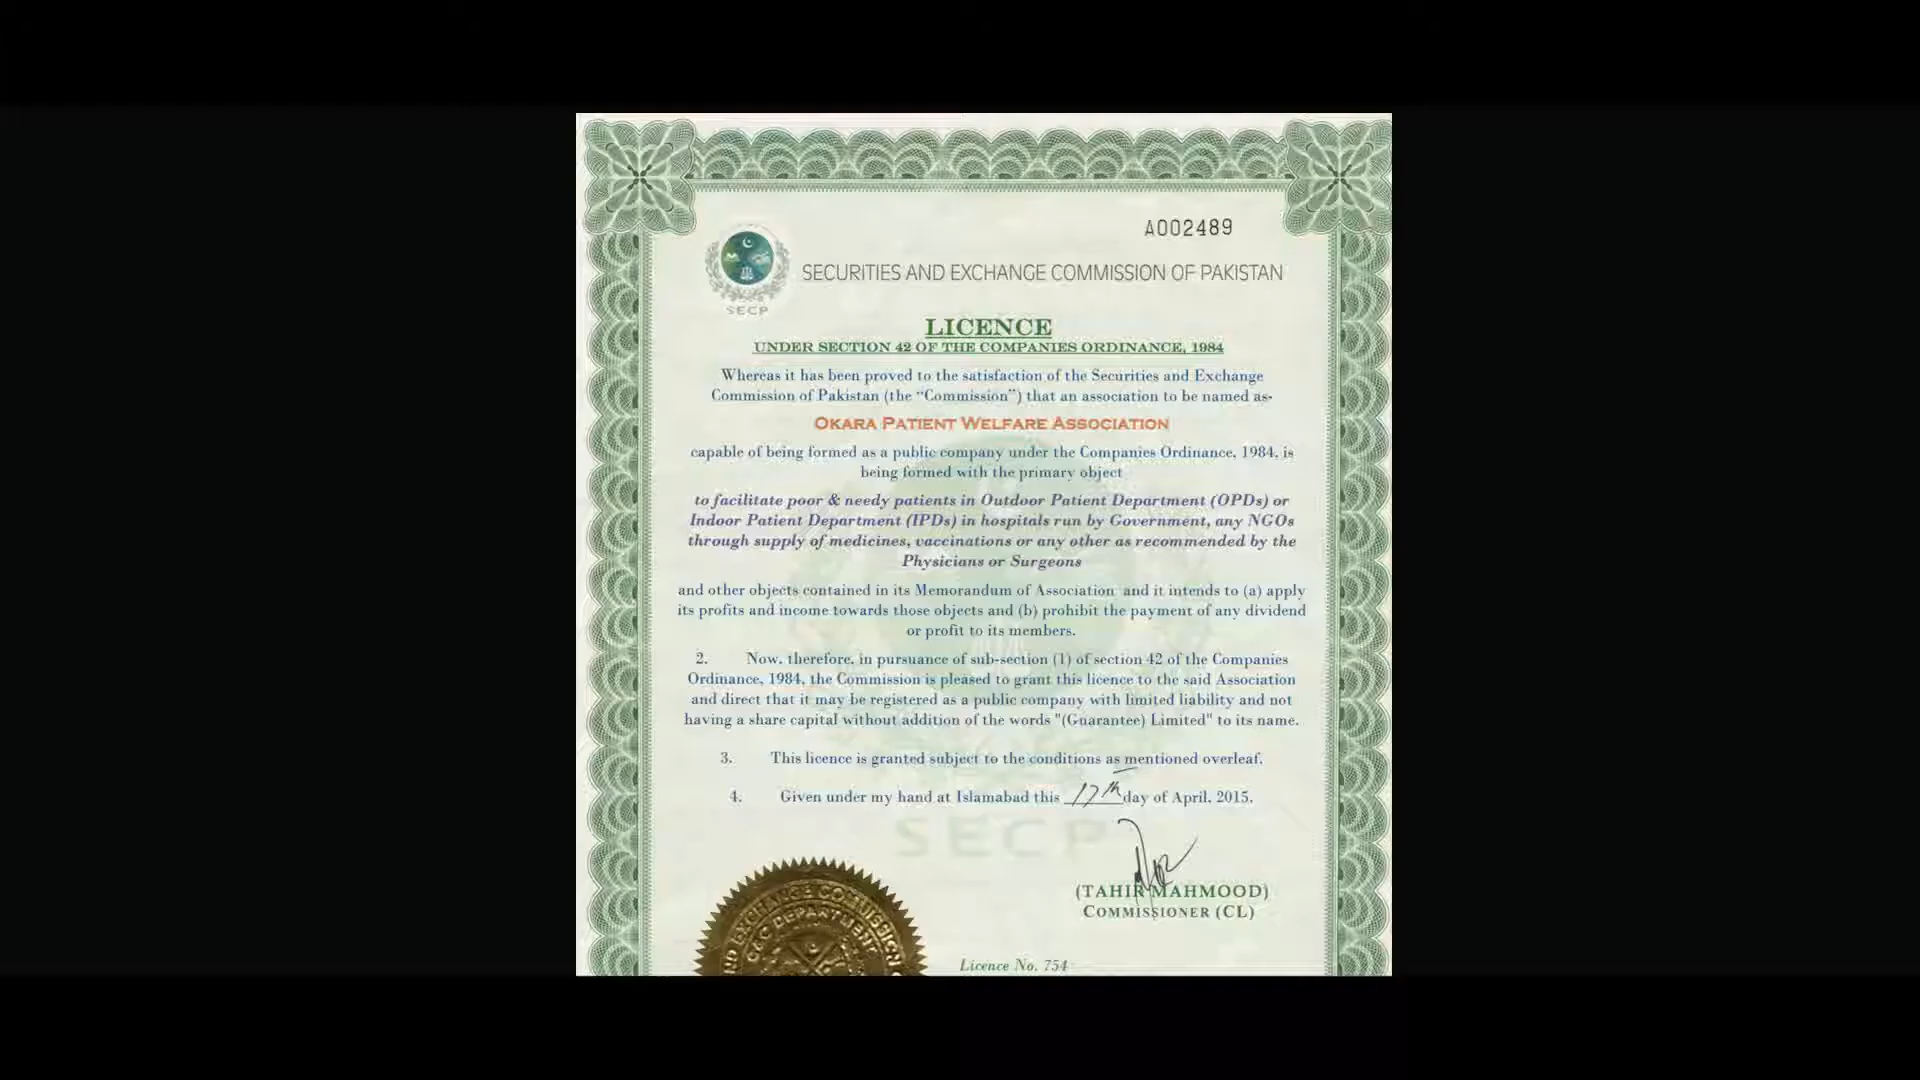 A002489
SECURITIES AND EXCHANGE COMMISSION OF PAKISTAN
SECP
LICENCE
UNDER SECTION 42 OF THE COMPANIES ORDINANCE, 1984
Whereas it has been proved to the satisfaction of the Securities and Exchange
Commission of Pakistan (the "Commission") that an association to be named as-
OKARA PATIENT WELFARE ASSOCIATION
capable of being formed as a public company under the Companies Ordinance, 1984, is
being formed with the primary object
to facilitate poor & needy patients in Outdoor Patient Department (OPDs) or
Indoor Patient Department (IPDs) in hospitals run by Government, any NGOs
through supply of medicines, vaccinations or any other as recommended by the
Physicians or Surgeons
and other objects contained in its Memorandum of Association and it intends to (a) apply
its profits and income towards those objects and (b) prohibit the payment of any dividend
or profit to its members.
2. Now, therefore, in pursuance of sub-section (1) of section 42 of the Companies
Ordinance, 1984, the Commission is pleased to grant this licence to the said Association
and direct that it may be registered as a public company with limited liability and not
having a share capital without addition of the words "(Guarantee) Limited" to its name.
3. This licence is granted subject to the conditions as mentioned overleaf.
4. Given under my hand at Islamabad this 17th day of April, 2015.
SECP
(TAHIR MAHMOOD)
COMMISSIONER (CL)
ND EXCHANGE COMMISSION
C&C DEPARTMENT
Licence No. 754